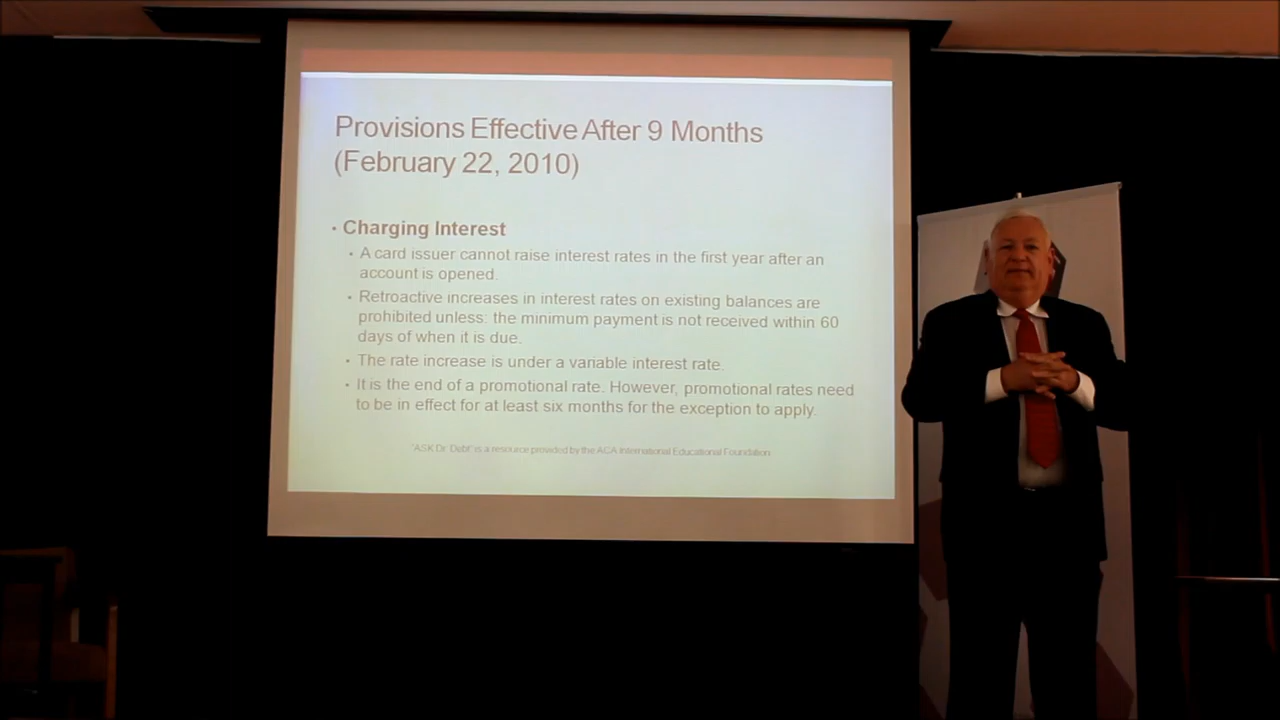 Provisions Effective After 9 Months
(February 22, 2010)
• Charging Interest
• A card issuer cannot raise interest rates in the first year after an
account is opened.
• Retroactive increases in interest rates on existing balances are
prohibited unless: the minimum payment is not received within 60
days of when it is due.
• The rate increase is under a variable interest rate.
• It is the end of a promotional rate. However, promotional rates need
to be in effect for at least six months for the exception to apply.
"ASK Dr. Debt" is a resource provided by the ACA International Educational Foundation